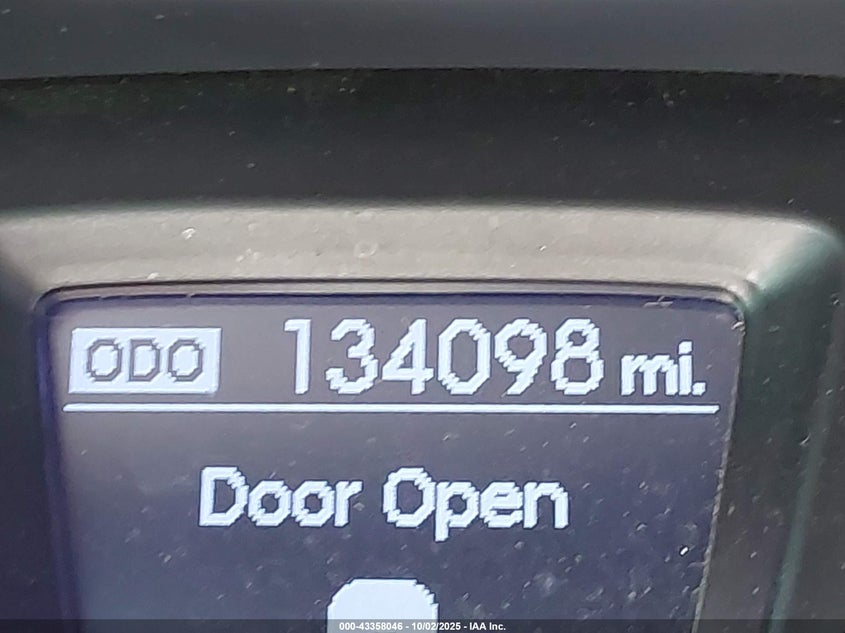 ODO 134098 mi.
Door Open
000-43358046 - 10/02/2025 - IAA Inc.